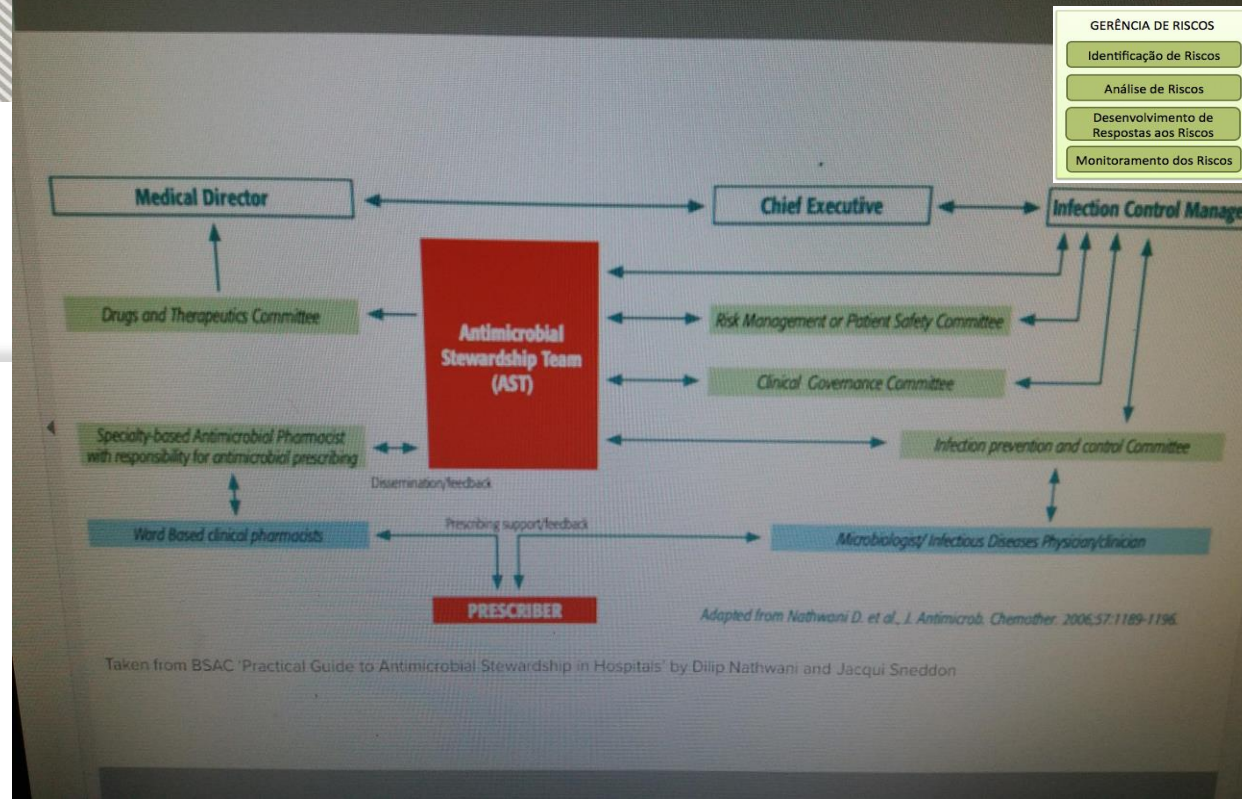 GERÊNCIA DE RISCOS
Identificação de Riscos
Análise de Riscos
Desenvolvimento de
Respostas aos Riscos
Monitoramento dos Riscos
Medical Director
Chief Executive
Infection Control Manage
Drugs and Therapeutics Committee
Antimicrobial
Stewardship Team
(AST)
Risk Management or Patient Safety Committee
Clinical Governance Committee
Specialty-based Antimicrobial Pharmacist
with responsibility for antimicrobial prescribing
Infection prevention and control Committee
Dissemination/feedback
Word Based clinical pharmacists
Prescribing support/feedback
Microbiologist/ Infectious Diseases Physician/clinician
PRESCRIBER
Adapted from Nathwani D. et al., J. Antimicrob. Chemother. 2006;57:1189-1196.
Taken from BSAC 'Practical Guide to Antimicrobial Stewardship in Hospitals' by Dilip Nathwani and Jacqui Sneddon